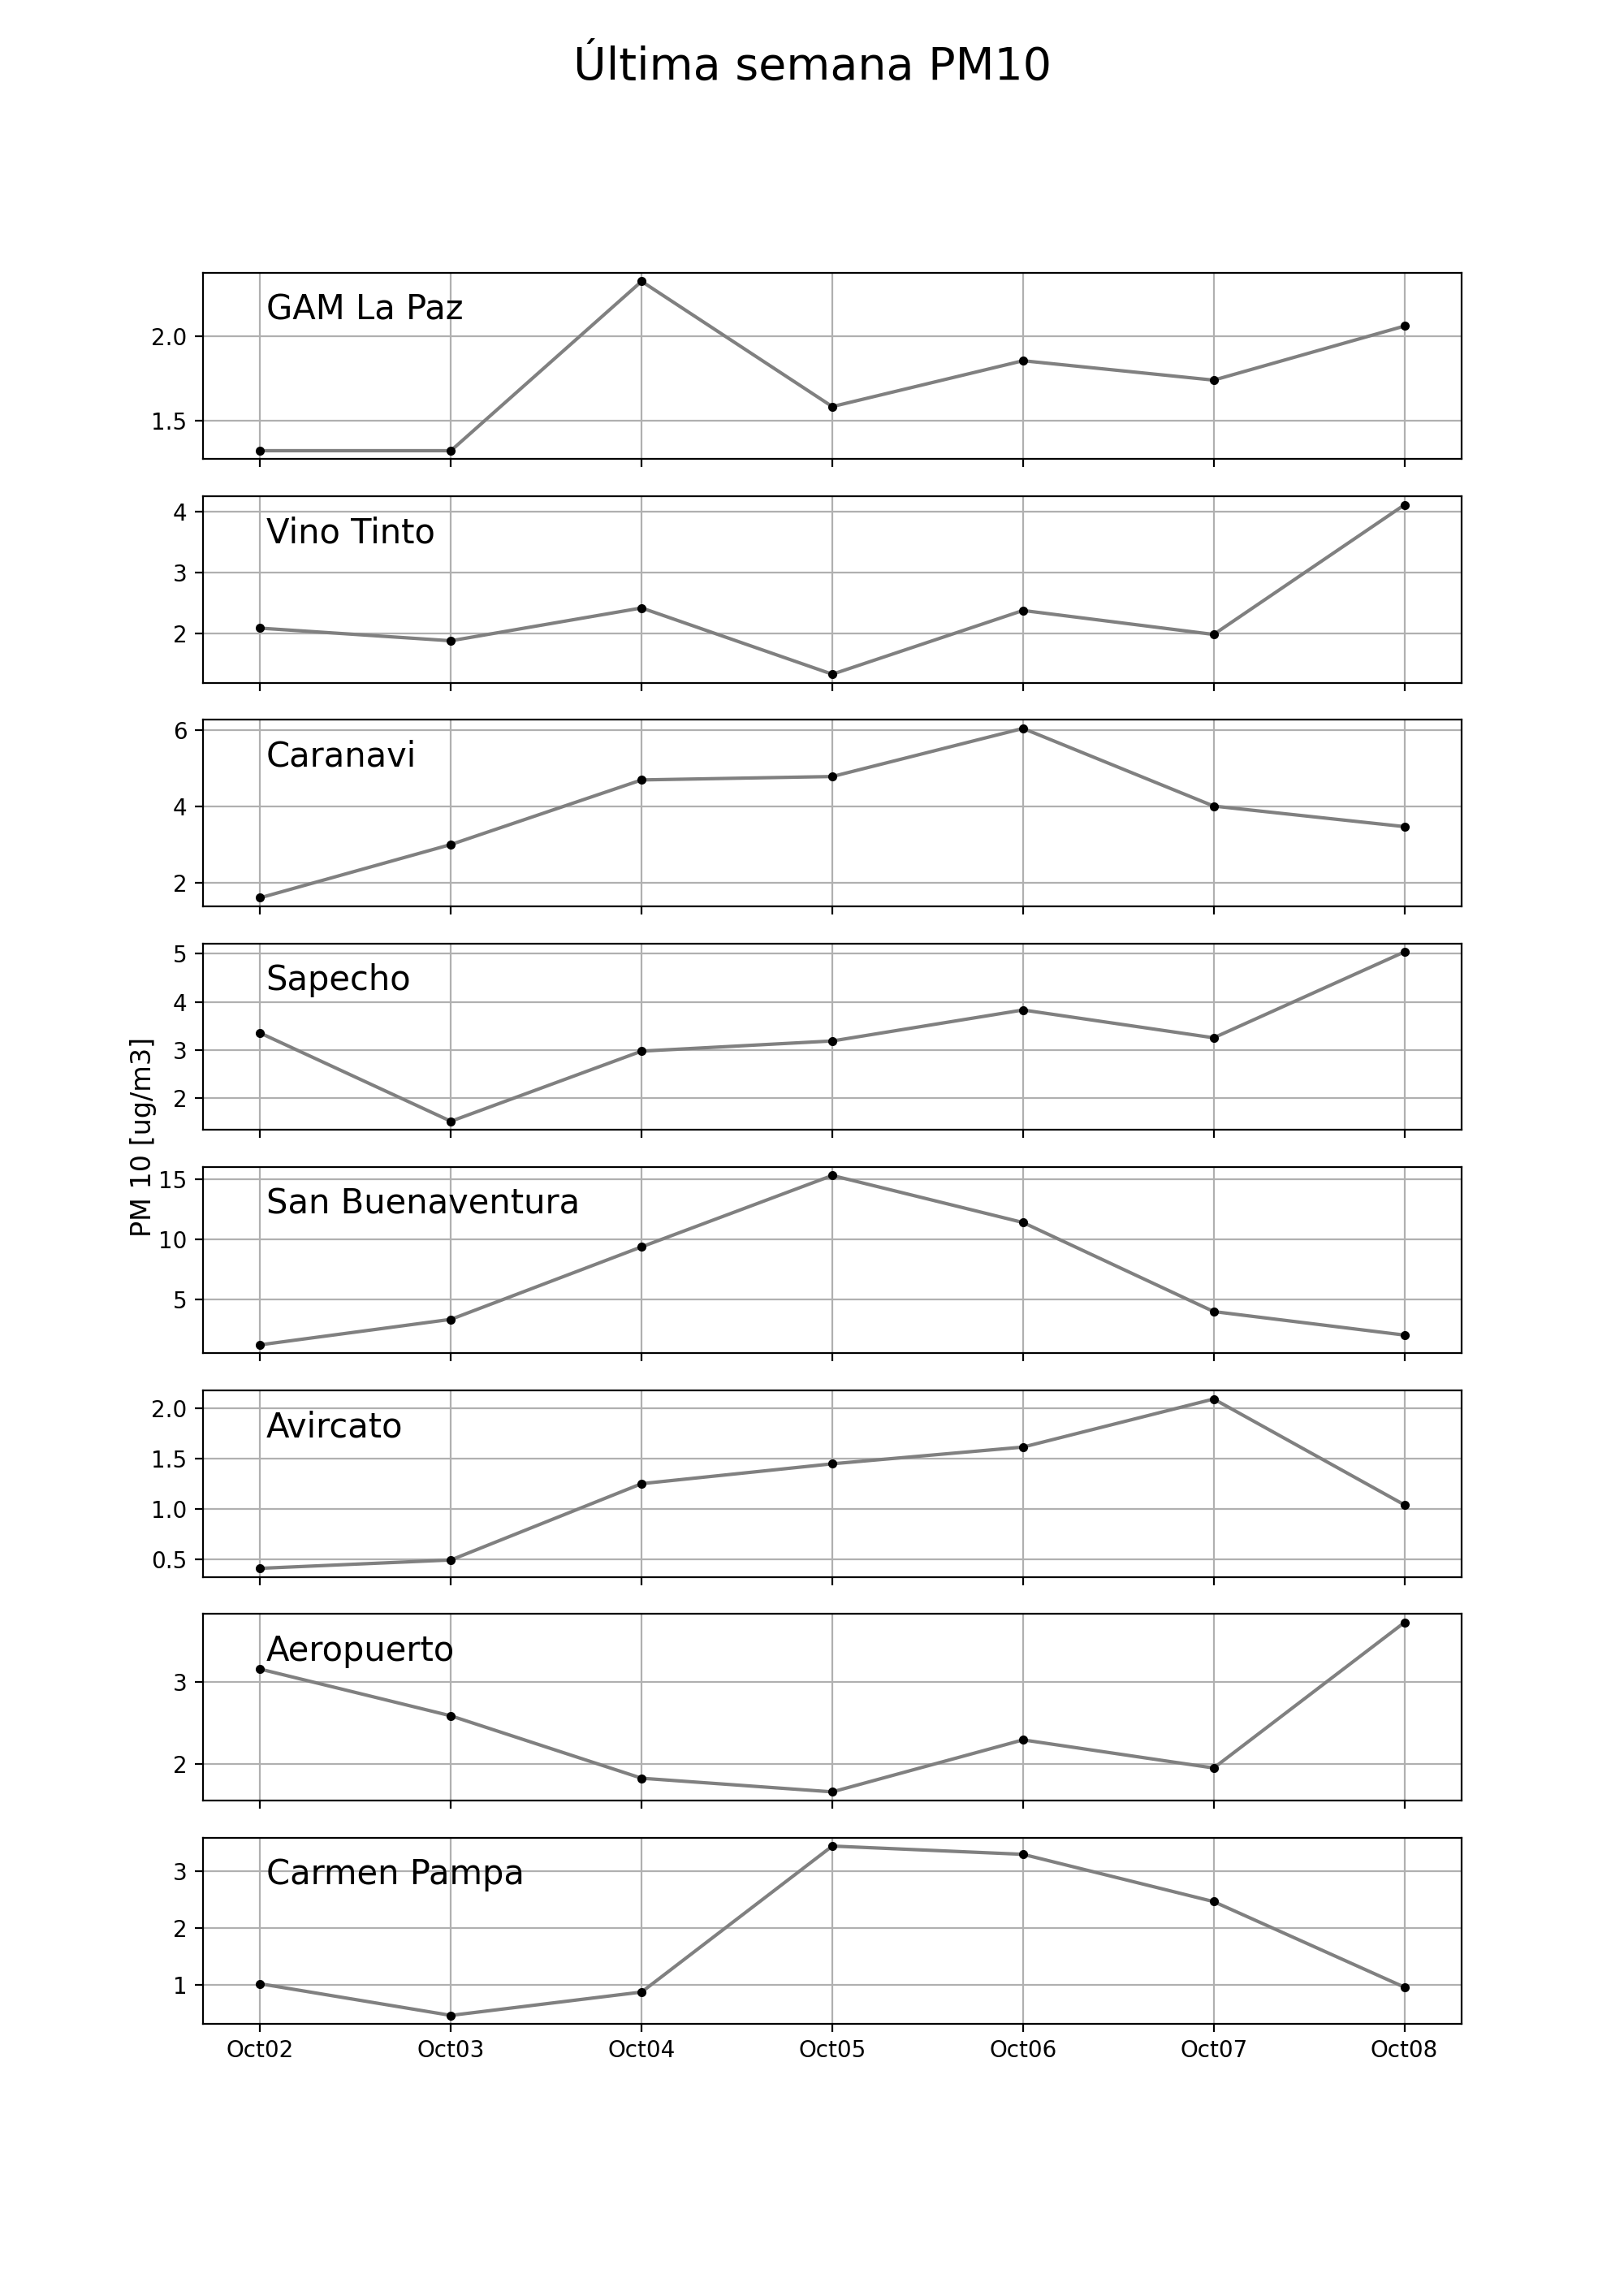 Última semana PM10
GAM La Paz
2.0
1.5
Vino Tinto
4
3
2
Caranavi
6
4
2
Sapecho
5
4
3
2
PM 10 [ug/m3]
San Buenaventura
15
10
5
Avircato
2.0
1.5
1.0
0.5
Aeropuerto
3
2
Carmen Pampa
3
2
1
Oct02 Oct03 Oct04 Oct05 Oct06 Oct07 Oct08